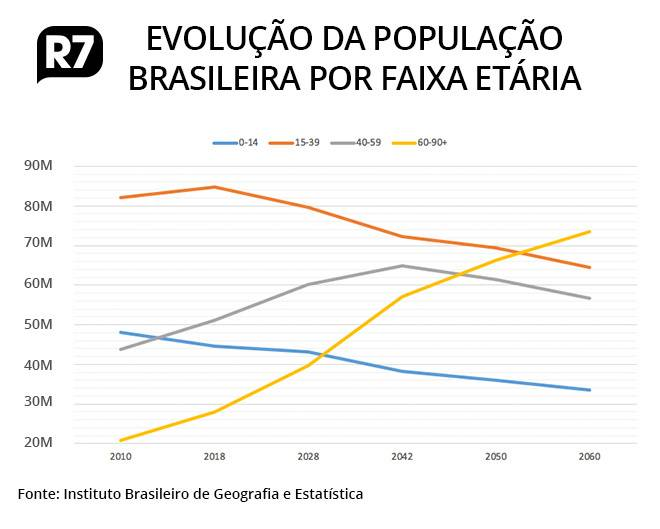 R7
EVOLUÇÃO DA POPULAÇÃO
BRASILEIRA POR FAIXA ETÁRIA
0-14 15-39 40-59 60-90+
90M
80M
70M
60M
50M
40M
30M
20M
2010 2018 2028 2042 2050 2060
Fonte: Instituto Brasileiro de Geografia e Estatística